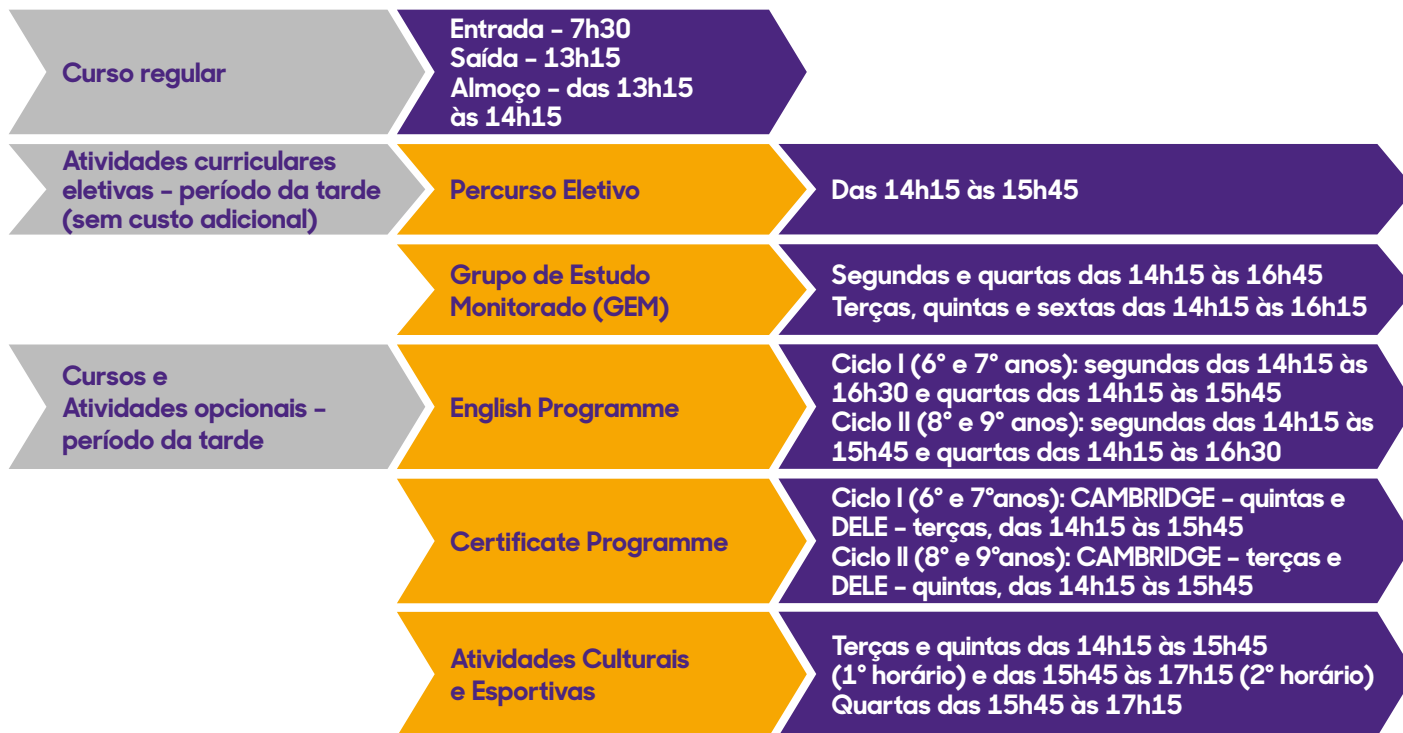 Curso regular
Entrada – 7h30
Saída – 13h15
Almoço – das 13h15
às 14h15
Atividades curriculares
eletivas – período da tarde
(sem custo adicional)
Percurso Eletivo
Das 14h15 às 15h45
Grupo de Estudo
Monitorado (GEM)
Segundas e quartas das 14h15 às 16h45
Terças, quintas e sextas das 14h15 às 16h15
Cursos e
Atividades opcionais –
período da tarde
English Programme
Ciclo I (6° e 7° anos): segundas das 14h15 às
16h30 e quartas das 14h15 às 15h45
Ciclo II (8° e 9° anos): segundas das 14h15 às
15h45 e quartas das 14h15 às 16h30
Certificate Programme
Ciclo I (6° e 7°anos): CAMBRIDGE – quintas e
DELE – terças, das 14h15 às 15h45
Ciclo II (8° e 9°anos): CAMBRIDGE – terças e
DELE – quintas, das 14h15 às 15h45
Atividades Culturais
e Esportivas
Terças e quintas das 14h15 às 15h45
(1° horário) e das 15h45 às 17h15 (2° horário)
Quartas das 15h45 às 17h15